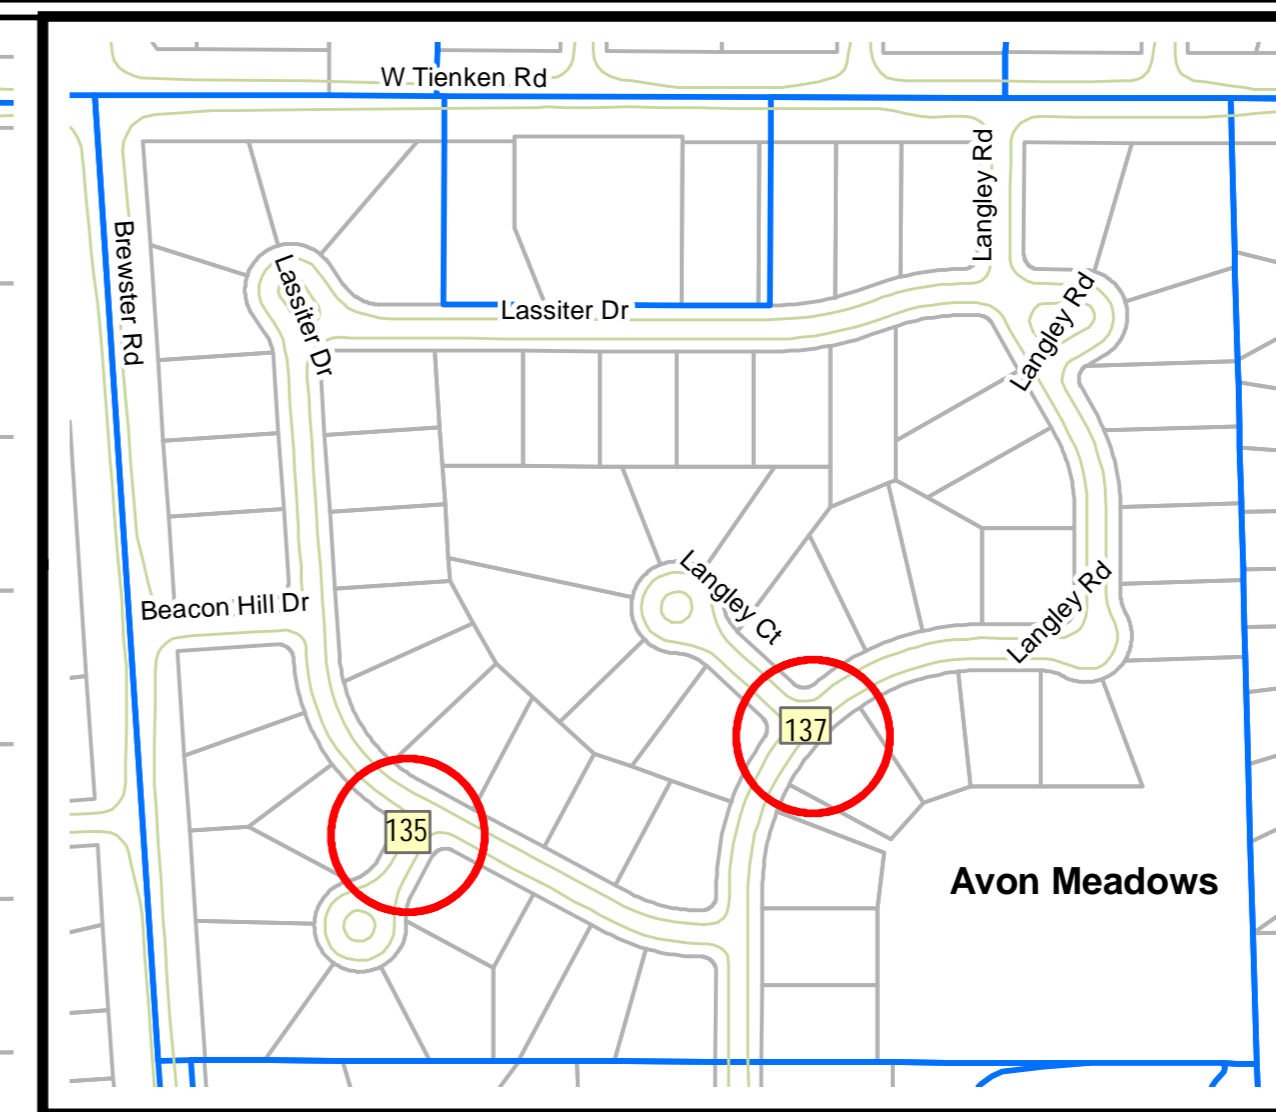 W Tienken Rd
Langley Rd
Brewster Rd
Lassiter Dr
Lassiter Dr
Langley Rd
Langley Ct
Langley Rd
Beacon Hill Dr
137
135
Avon Meadows